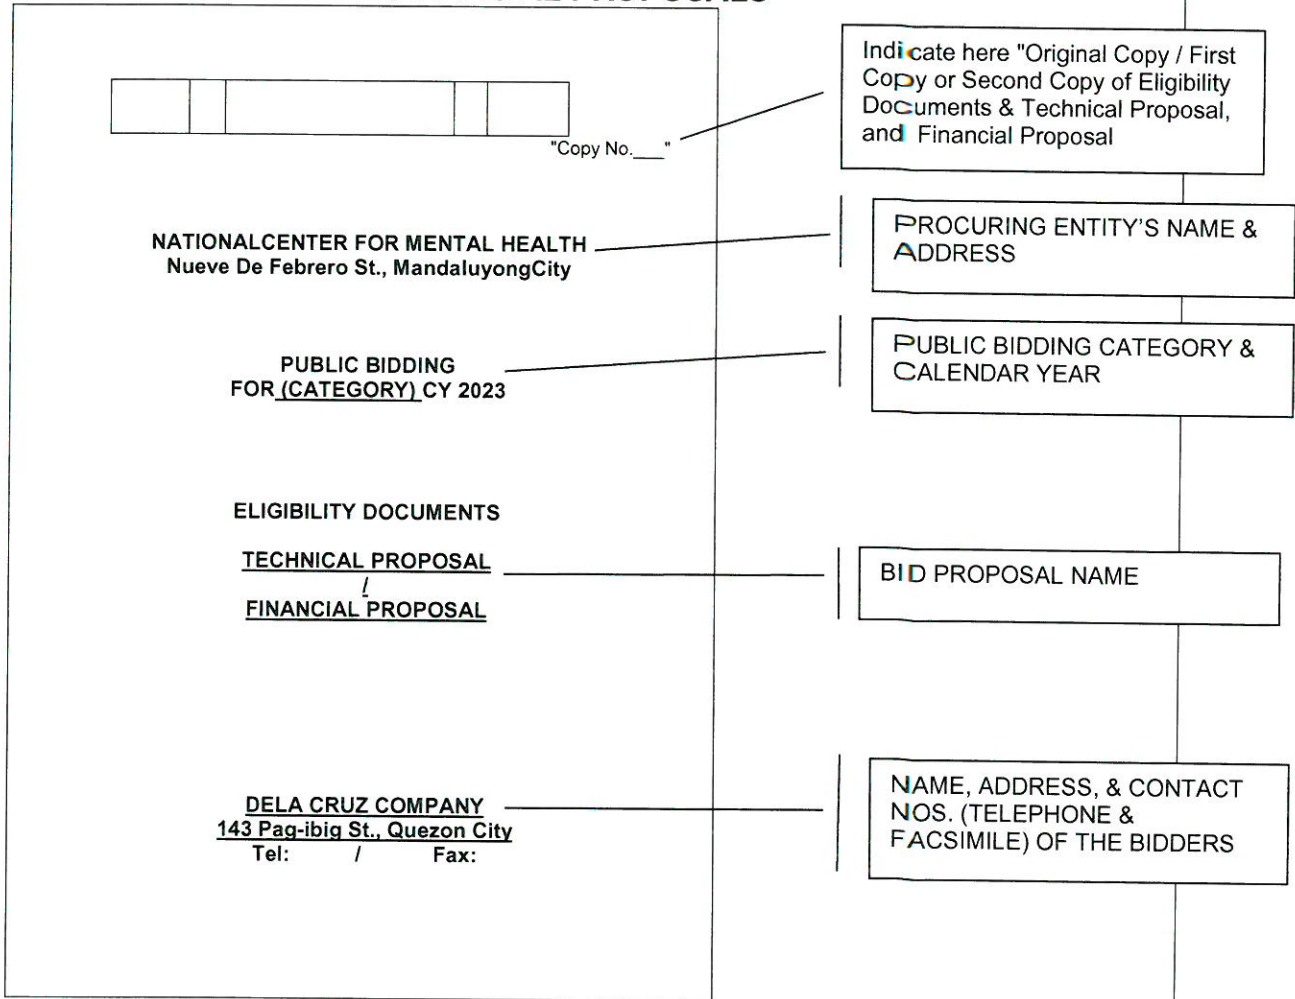 PROPOSALS
"Copy No.___"
Indicate here "Original Copy / First
Copy or Second Copy of Eligibility
Documents & Technical Proposal,
and Financial Proposal
NATIONALCENTER FOR MENTAL HEALTH
Nueve De Febrero St., MandaluyongCity
PROCURING ENTITY'S NAME &
ADDRESS
PUBLIC BIDDING
FOR (CATEGORY) CY 2023
PUBLIC BIDDING CATEGORY &
CALENDAR YEAR
ELIGIBILITY DOCUMENTS
TECHNICAL PROPOSAL
/
FINANCIAL PROPOSAL
BID PROPOSAL NAME
DELA CRUZ COMPANY
143 Pag-ibig St., Quezon City
Tel: / Fax:
NAME, ADDRESS, & CONTACT
NOS. (TELEPHONE &
FACSIMILE) OF THE BIDDERS